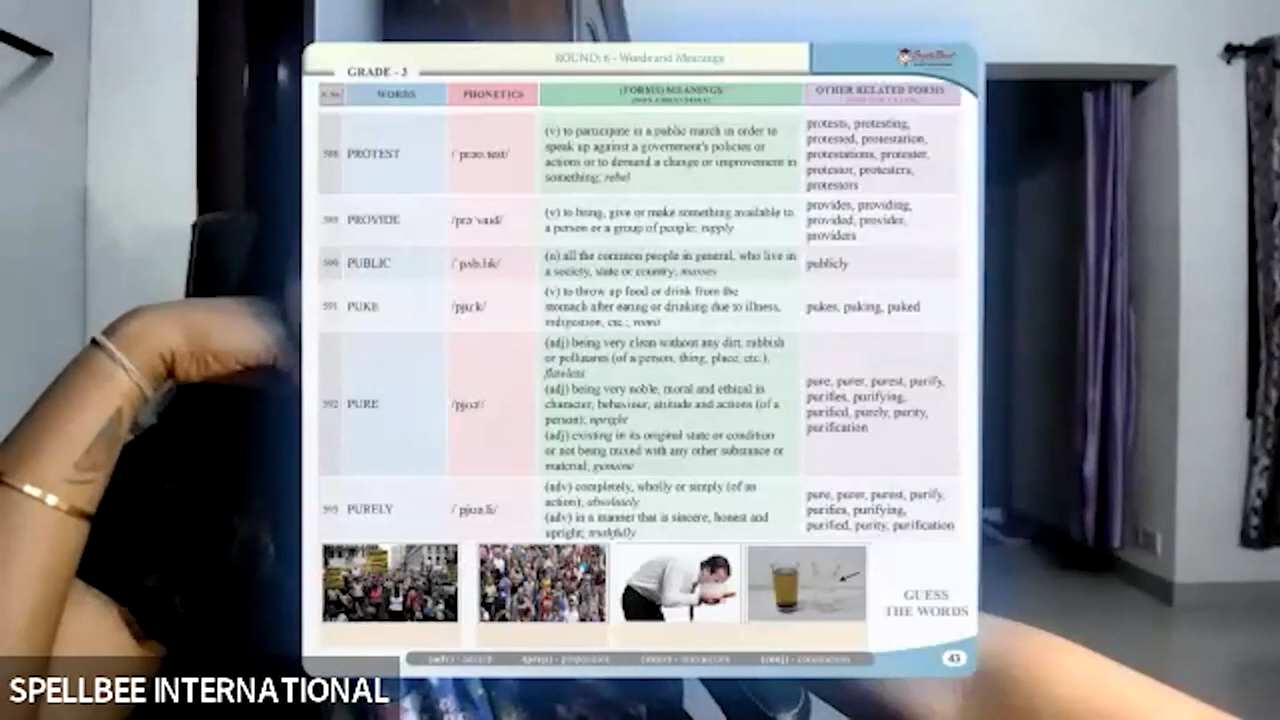 ROUND: 6 - Words and Meanings
GRADE - 3
S.No WORDS PHONETICS (FORMS) MEANINGS OTHER RELATED FORMS
588 PROTEST (v) to participate in a public march in order to
speak up against a government's policies or
actions or to demand a change or improvement in
something; rebel
protests, protesting,
protested, protestation,
protestations, protester,
protestor, protesters,
protestors
589 PROVIDE (v) to bring, give or make something available to
a person or a group of people; supply
provides, providing,
provided, provider,
providers
590 PUBLIC (n) all the common people in general, who live in
a society, state or country; masses
publicly
591 PUKE (v) to throw up food or drink from the
stomach after eating or drinking due to illness,
indigestion, etc.; vomit
pukes, puking, puked
592 PURE (adj) being very clean without any dirt, rubbish
or pollutants (of a person, thing, place, etc.);
flawless
(adj) being very noble, moral and ethical in
character, behaviour, attitude and actions (of a
person); upright
(adj) existing in its original state or condition
or not being mixed with any other substance or
material; genuine
pure, purer, purest, purify,
purifies, purifying,
purified, purely, purity,
purification
593 PURELY (adv) completely, wholly or simply (of an
action); absolutely
(adv) in a manner that is sincere, honest and
upright; truthfully
pure, purer, purest, purify,
purifies, purifying,
purified, purity, purification
GUESS
THE WORDS
43
SPELLBEE INTERNATIONAL